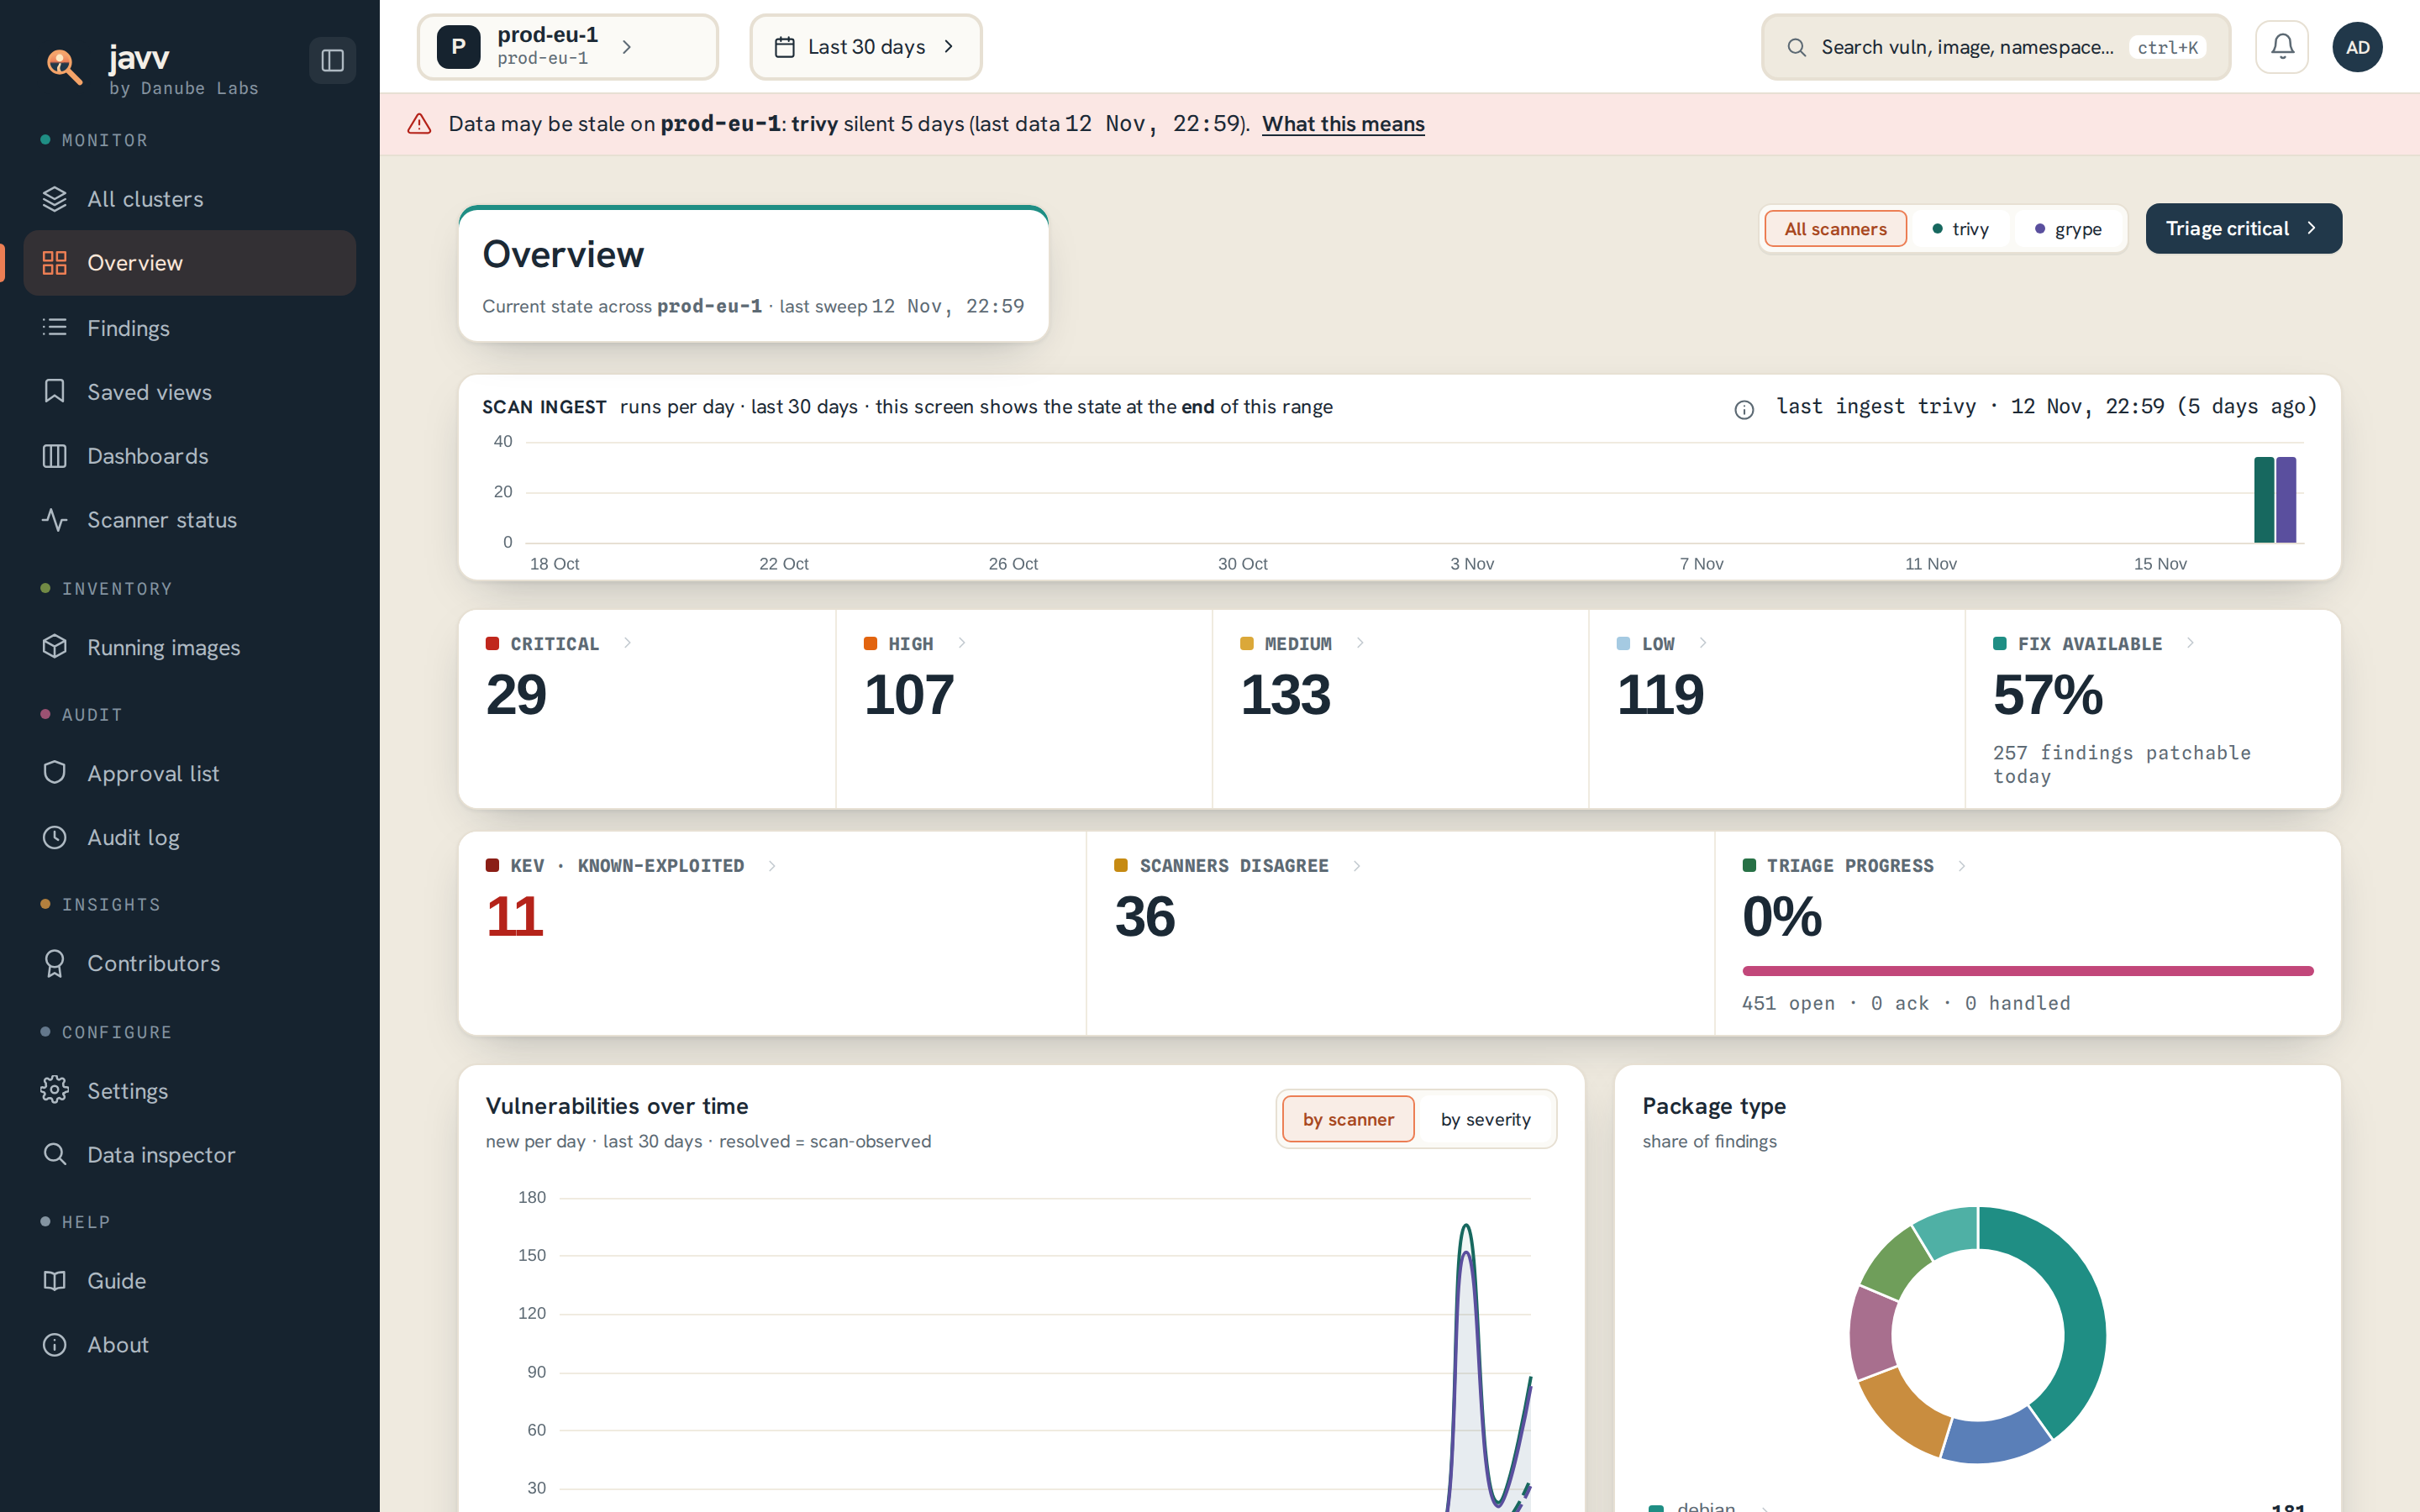 javv
by Danube Labs
MONITOR
All clusters
Overview
Findings
Saved views
Dashboards
Scanner status
INVENTORY
Running images
AUDIT
Approval list
Audit log
INSIGHTS
Contributors
CONFIGURE
Settings
Data inspector
HELP
Guide
About
P
prod-eu-1
prod-eu-1
Last 30 days
Search vuln, image, namespace...
ctrl+K
AD
Data may be stale on prod-eu-1: trivy silent 5 days (last data 12 Nov, 22:59). What this means
Overview
Current state across prod-eu-1 · last sweep 12 Nov, 22:59
All scanners
trivy
grype
Triage critical
SCAN INGEST runs per day · last 30 days · this screen shows the state at the end of this range
last ingest trivy · 12 Nov, 22:59 (5 days ago)
40
20
0
18 Oct 22 Oct 26 Oct 30 Oct 3 Nov 7 Nov 11 Nov 15 Nov
CRITICAL
29
HIGH
107
MEDIUM
133
LOW
119
FIX AVAILABLE
57%
257 findings patchable
today
KEV · KNOWN-EXPLOITED
11
SCANNERS DISAGREE
36
TRIAGE PROGRESS
0%
451 open · 0 ack · 0 handled
Vulnerabilities over time
new per day · last 30 days · resolved = scan-observed
by scanner
by severity
180
150
120
90
60
30
Package type
share of findings
debian
181